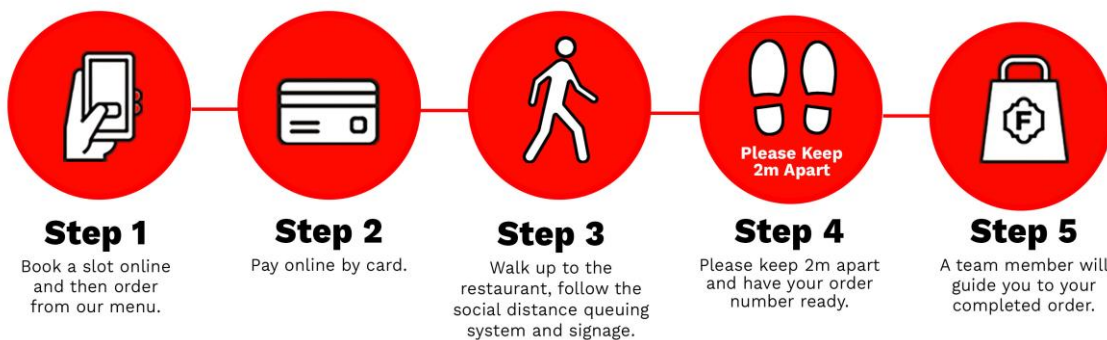 Please Keep
2m Apart
F
Step 1
Book a slot online
and then order
from our menu.
Step 2
Pay online by card.
Step 3
Walk up to the
restaurant, follow the
social distance queuing
system and signage.
Step 4
Please keep 2m apart
and have your order
number ready.
Step 5
A team member will
guide you to your
completed order.